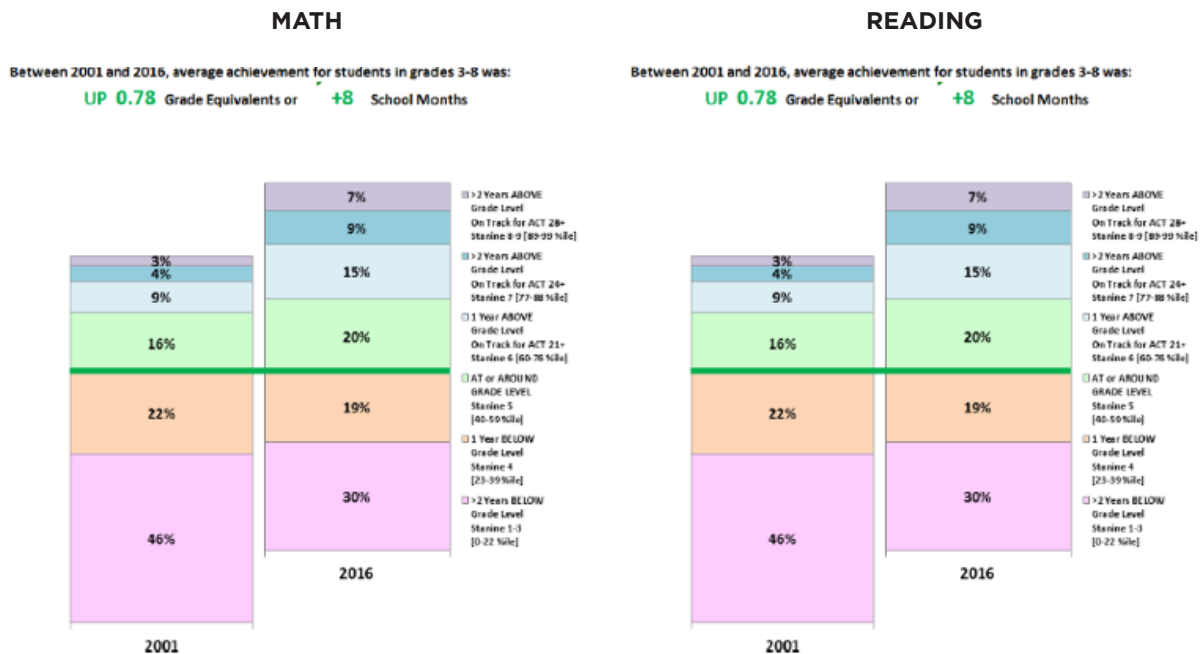 MATH
Between 2001 and 2016, average achievement for students in grades 3-8 was:
UP 0.78 Grade Equivalents or +8 School Months
7%
9%
15%
20%
19%
30%
2016
3%
4%
9%
16%
22%
46%
2001
>2 Years ABOVE
Grade Level
On Track for ACT 28+
Stanine 8-9 [89-99 %ile]
>2 Years ABOVE
Grade Level
On Track for ACT 24+
Stanine 7 [77-88 %ile]
1 Year ABOVE
Grade Level
On Track for ACT 21+
Stanine 6 [60-76 %ile]
AT or AROUND
GRADE LEVEL
Stanine 5
[40-59 %ile]
1 Year BELOW
Grade Level
Stanine 4
[23-39 %ile]
>2 Years BELOW
Grade Level
Stanine 1-3
[0-22 %ile]
READING
Between 2001 and 2016, average achievement for students in grades 3-8 was:
UP 0.78 Grade Equivalents or +8 School Months
7%
9%
15%
20%
19%
30%
2016
3%
4%
9%
16%
22%
46%
2001
>2 Years ABOVE
Grade Level
On Track for ACT 28+
Stanine 8-9 [89-99 %ile]
>2 Years ABOVE
Grade Level
On Track for ACT 24+
Stanine 7 [77-88 %ile]
1 Year ABOVE
Grade Level
On Track for ACT 21+
Stanine 6 [60-76 %ile]
AT or AROUND
GRADE LEVEL
Stanine 5
[40-59 %ile]
1 Year BELOW
Grade Level
Stanine 4
[23-39 %ile]
>2 Years BELOW
Grade Level
Stanine 1-3
[0-22 %ile]